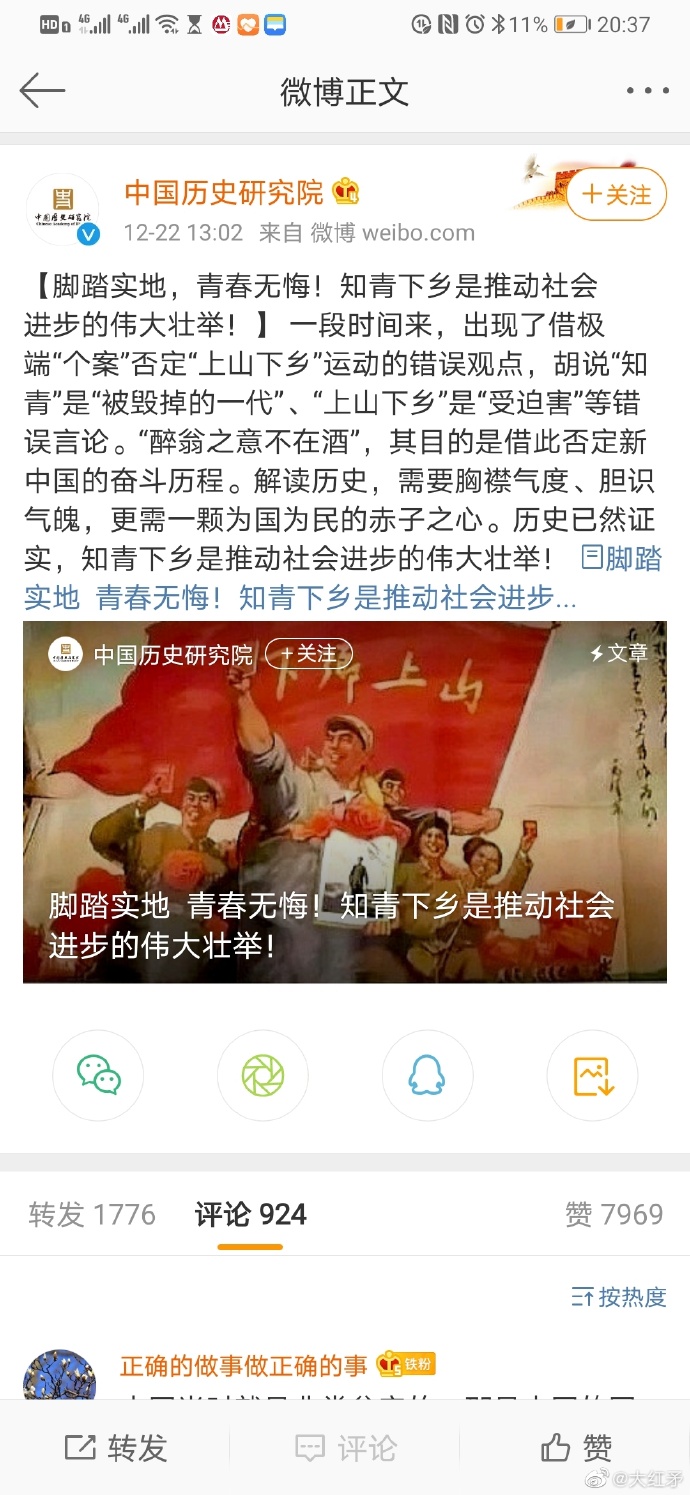 HD 1 4G 4G 11% 20:37
微博正文
中国历史研究院
+关注
12-22 13:02 来自 微博 weibo.com
【脚踏实地，青春无悔！知青下乡是推动社会
进步的伟大壮举！】一段时间来，出现了借极
端“个案”否定“上山下乡”运动的错误观点，胡说“知
青”是“被毁掉的一代”、“上山下乡”是“受迫害”等错
误言论。“醉翁之意不在酒”，其目的是借此否定新
中国的奋斗历程。解读历史，需要胸襟气度、胆识
气魄，更需一颗为国为民的赤子之心。历史已然证
实，知青下乡是推动社会进步的伟大壮举！ 脚踏
实地 青春无悔！知青下乡是推动社会进步...
中国历史研究院 +关注 文章
下乡上山
脚踏实地 青春无悔！知青下乡是推动社会
进步的伟大壮举！
转发 1776 评论 924 赞 7969
按热度
正确的做事做正确的事 5 铁粉
转发 评论 赞
@大红矛